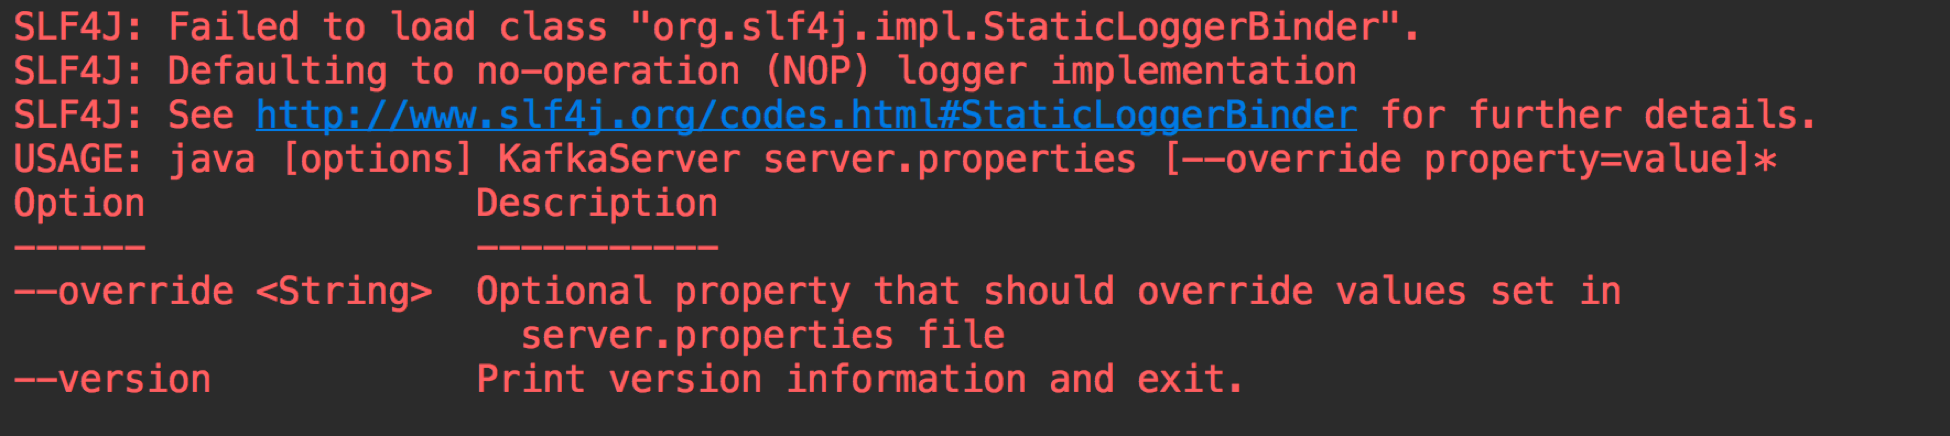 SLF4J: Failed to load class "org.slf4j.impl.StaticLoggerBinder".
SLF4J: Defaulting to no-operation (NOP) logger implementation
SLF4J: See http://www.slf4j.org/codes.html#StaticLoggerBinder for further details.
USAGE: java [options] KafkaServer server.properties [--override property=value]*
Option               Description
------               -----------
--override <String>  Optional property that should override values set in
                       server.properties file
--version            Print version information and exit.